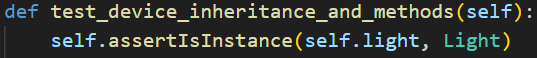 def test_device_inheritance_and_methods(self):
    self.assertIsInstance(self.light, Light)